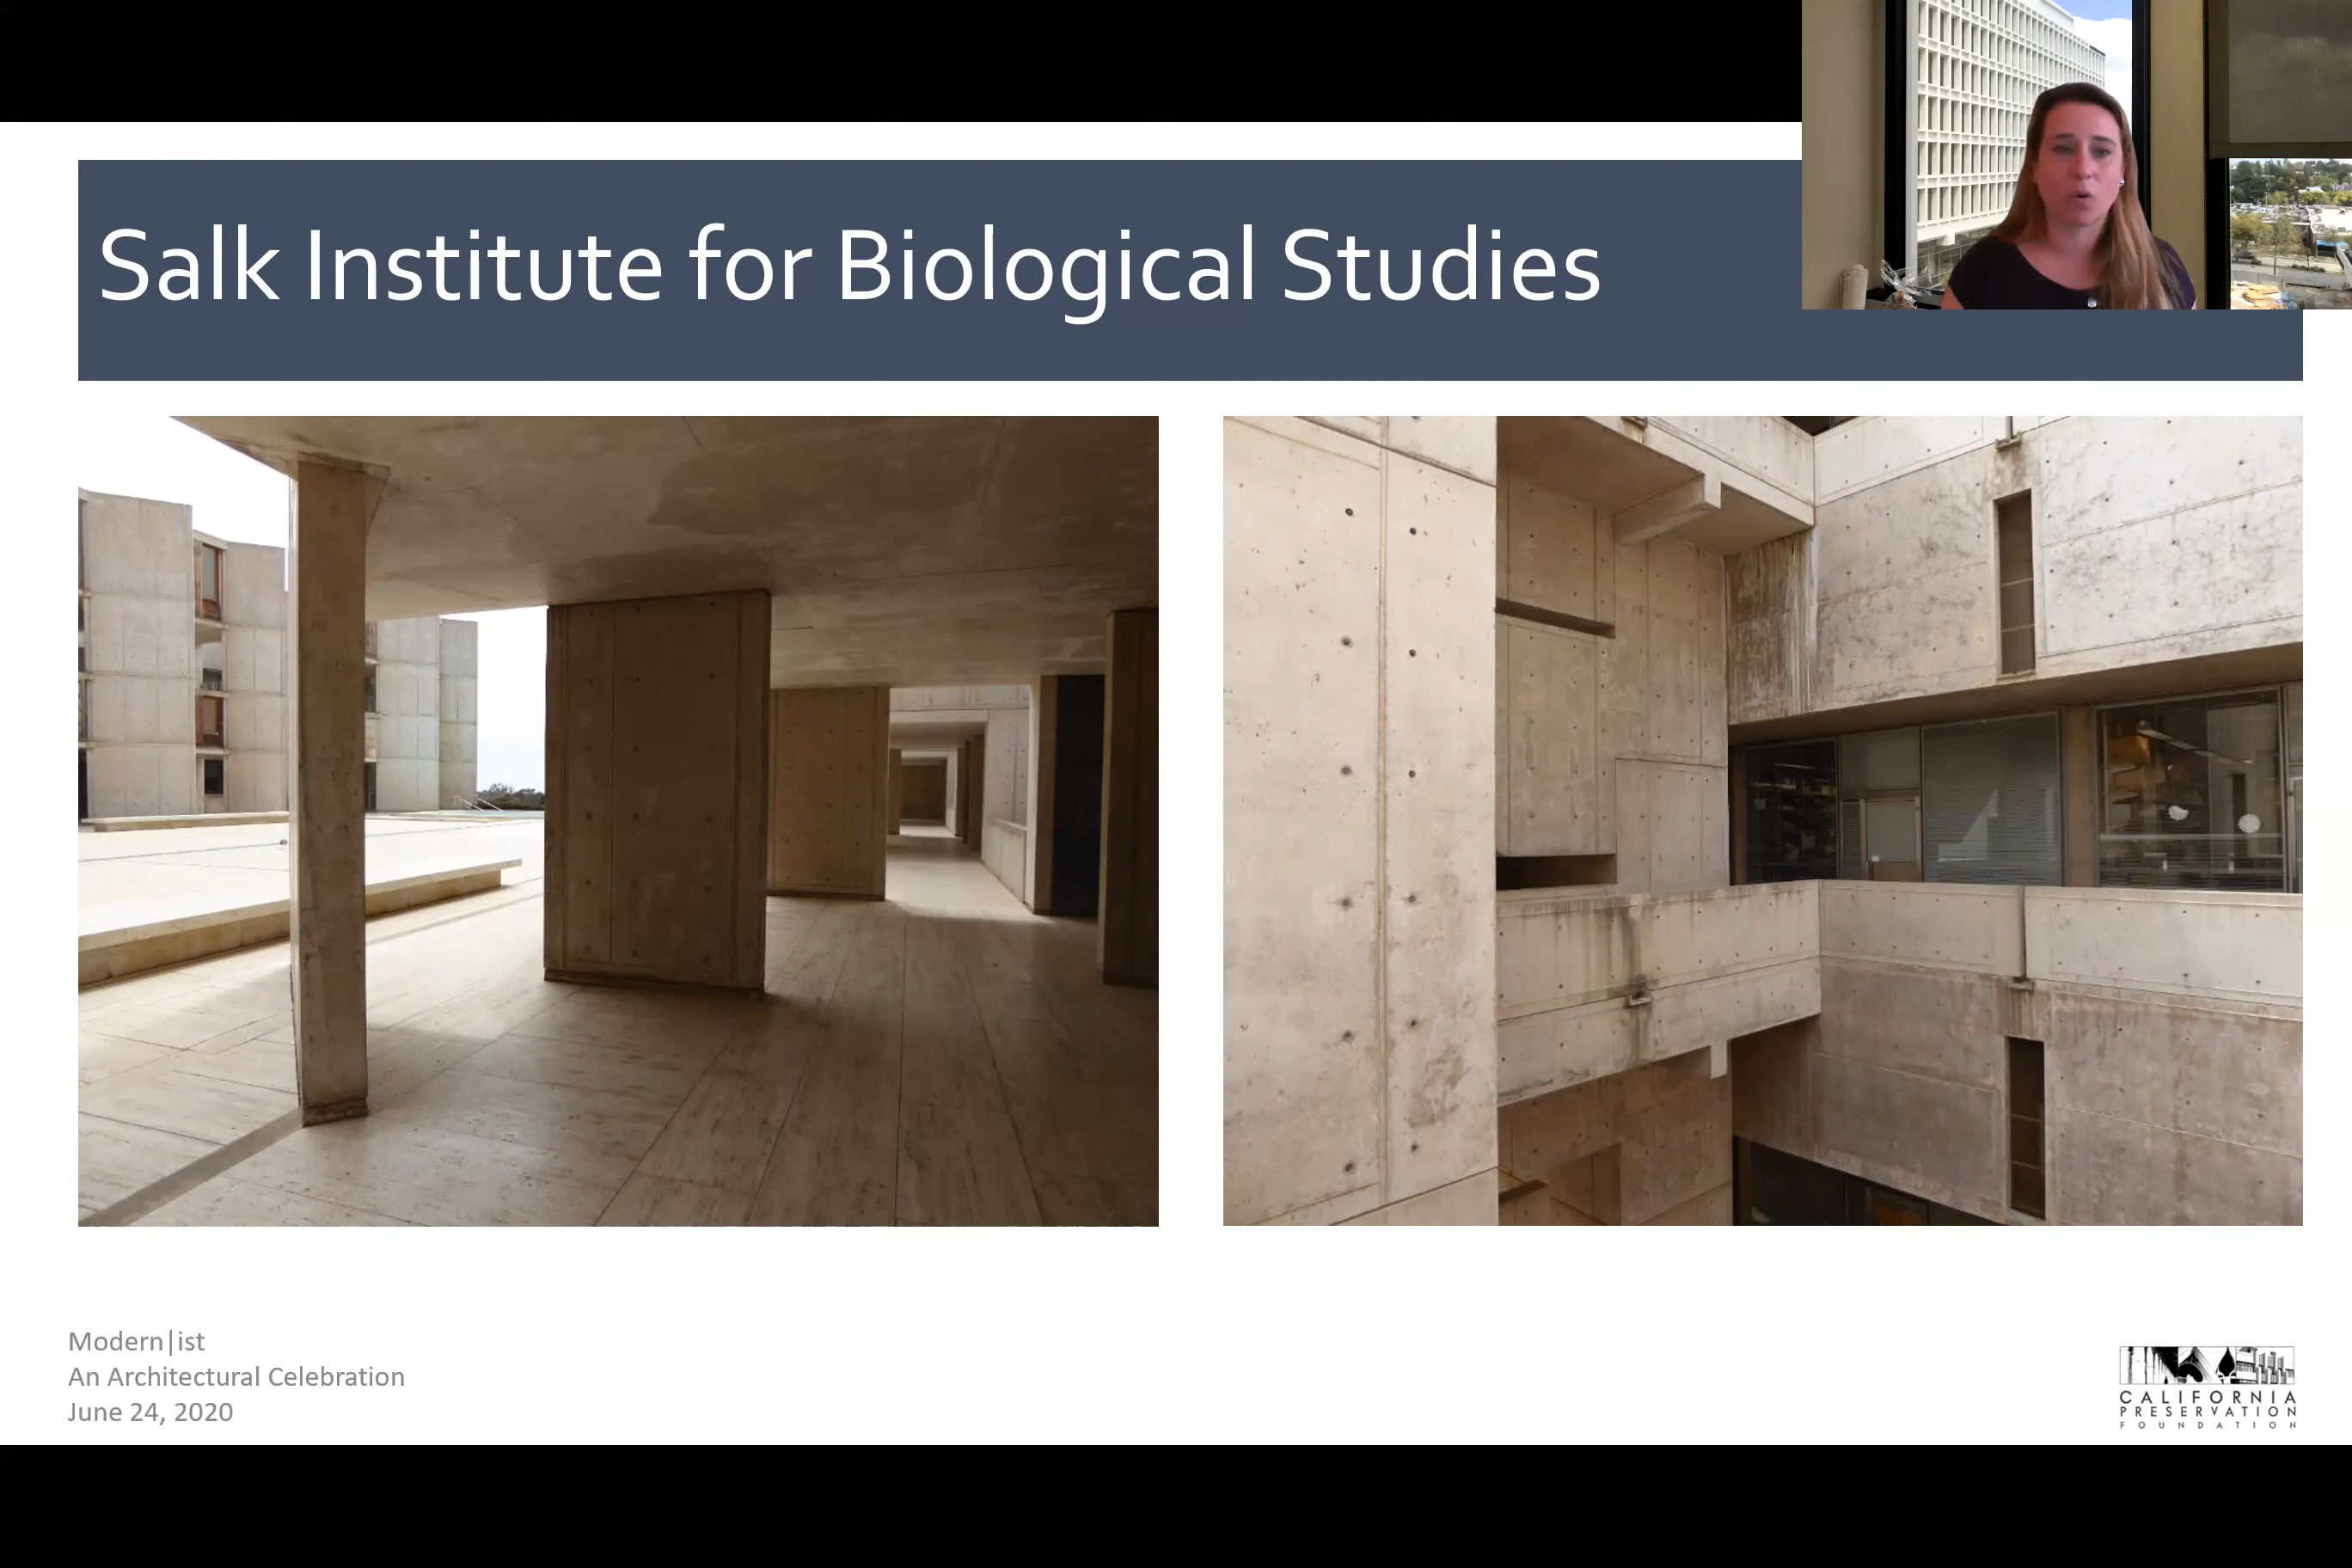 Salk Institute for Biological Studies
Modern|ist
An Architectural Celebration
June 24, 2020
CALIFORNIA
PRESERVATION
FOUNDATION